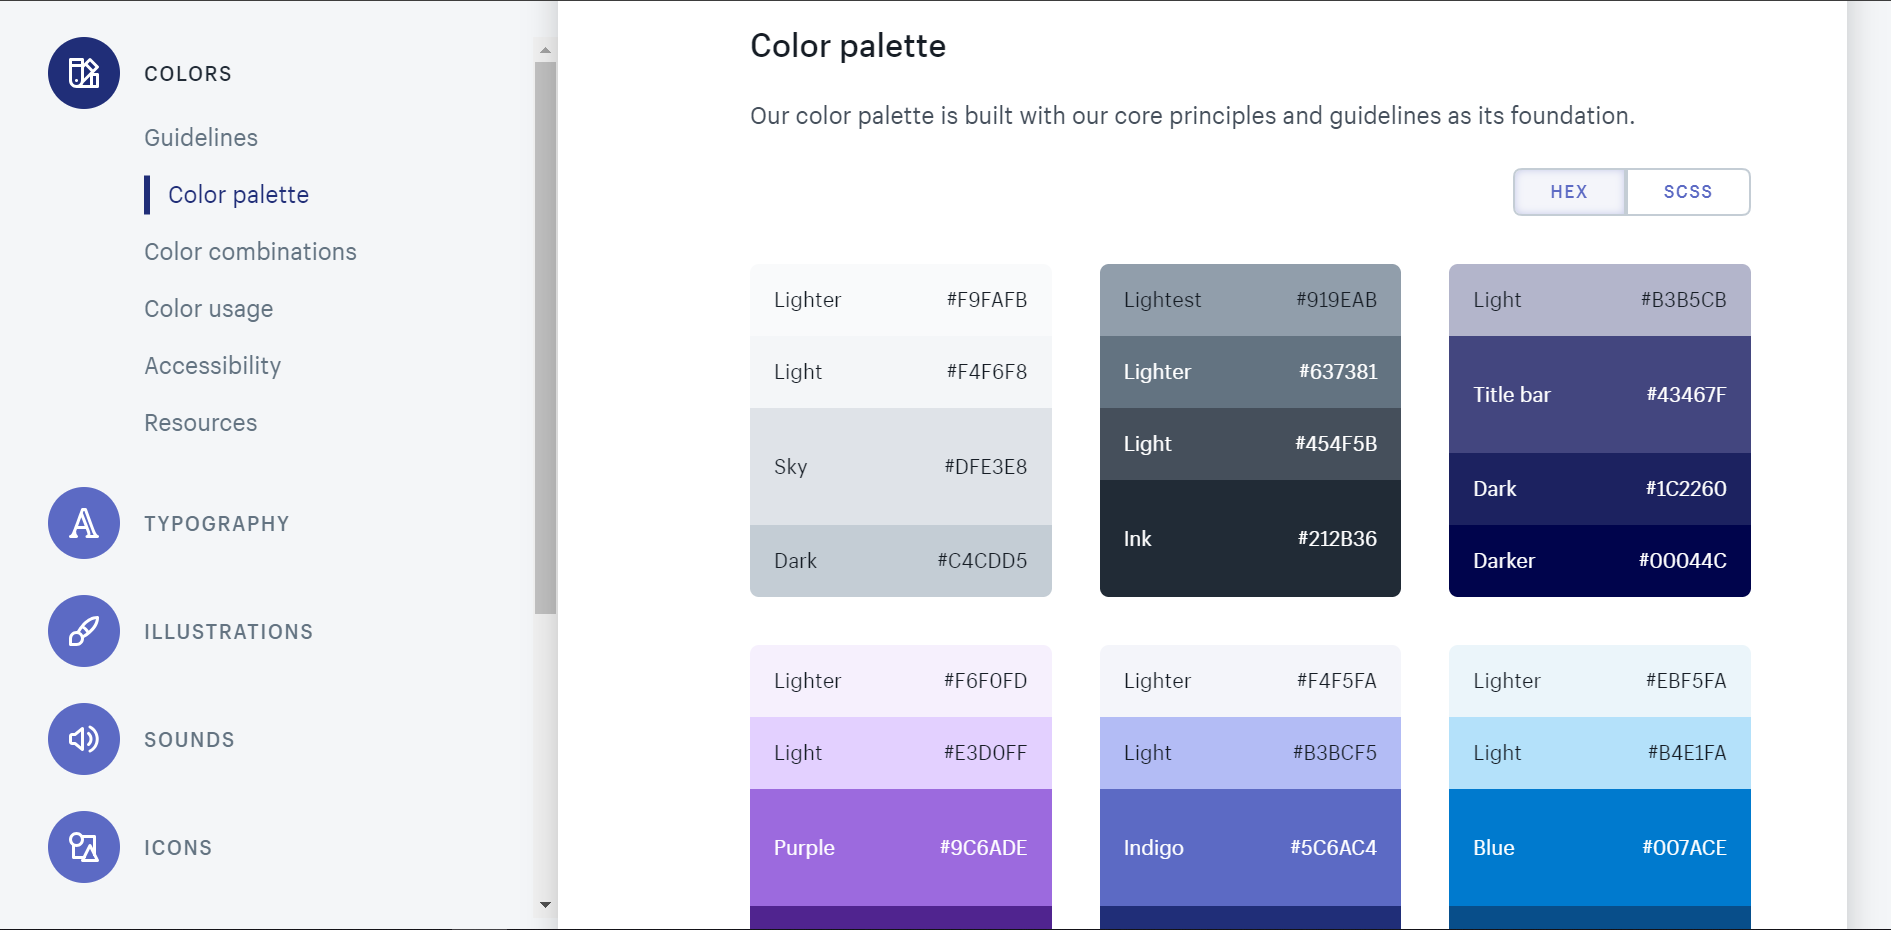 COLORS
Guidelines
Color palette
Color combinations
Color usage
Accessibility
Resources
TYPOGRAPHY
ILLUSTRATIONS
SOUNDS
ICONS
Color palette
Our color palette is built with our core principles and guidelines as its foundation.
HEX SCSS
Lighter #F9FAFB
Light #F4F6F8
Sky #DFE3E8
Dark #C4CDD5
Lightest #919EAB
Lighter #637381
Light #454F5B
Ink #212B36
Light #B3B5CB
Title bar #43467F
Dark #1C2260
Darker #00044C
Lighter #F6F0FD
Light #E3D0FF
Purple #9C6ADE
Lighter #F4F5FA
Light #B3BCF5
Indigo #5C6AC4
Lighter #EBF5FA
Light #B4E1FA
Blue #007ACE